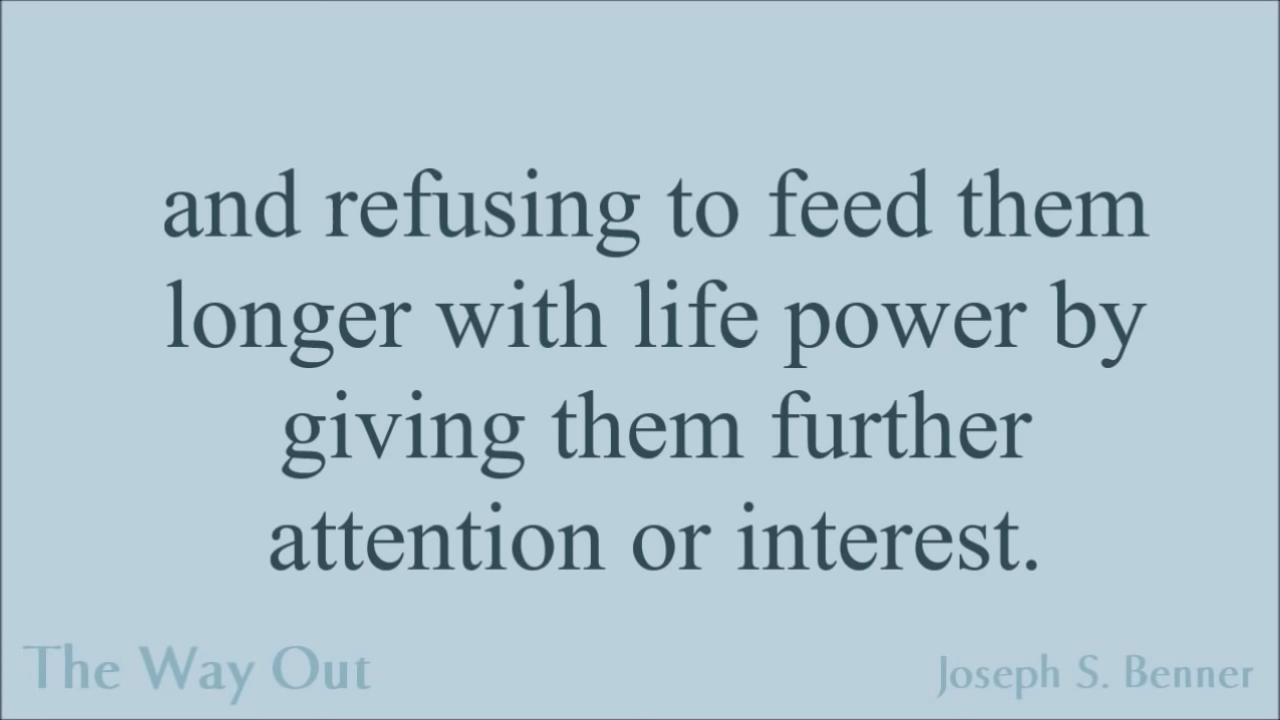 and refusing to feed them
longer with life power by
giving them further
attention or interest.
The Way Out
Joseph S. Benner